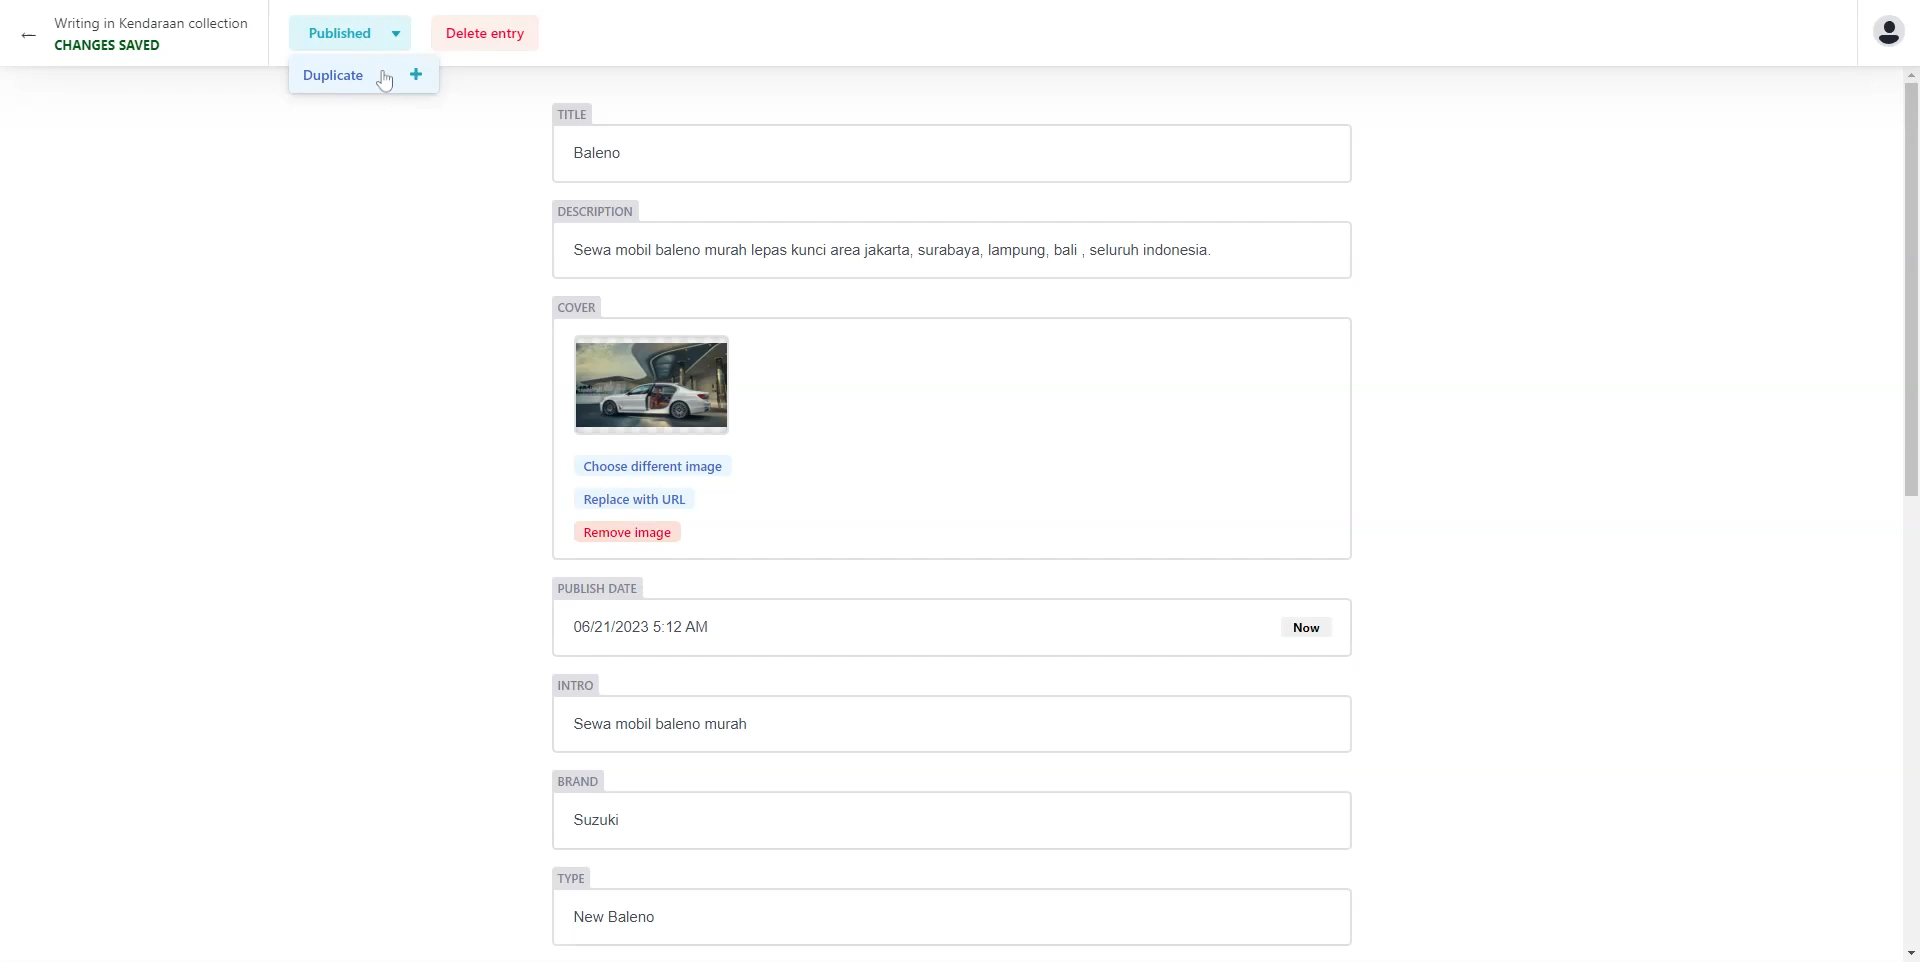 Writing in Kendaraan collection
CHANGES SAVED
Published
Delete entry
Duplicate
TITLE
Baleno
DESCRIPTION
Sewa mobil baleno murah lepas kunci area jakarta, surabaya, lampung, bali , seluruh indonesia.
COVER
Choose different image
Replace with URL
Remove image
PUBLISH DATE
06/21/2023 5:12 AM
Now
INTRO
Sewa mobil baleno murah
BRAND
Suzuki
TYPE
New Baleno